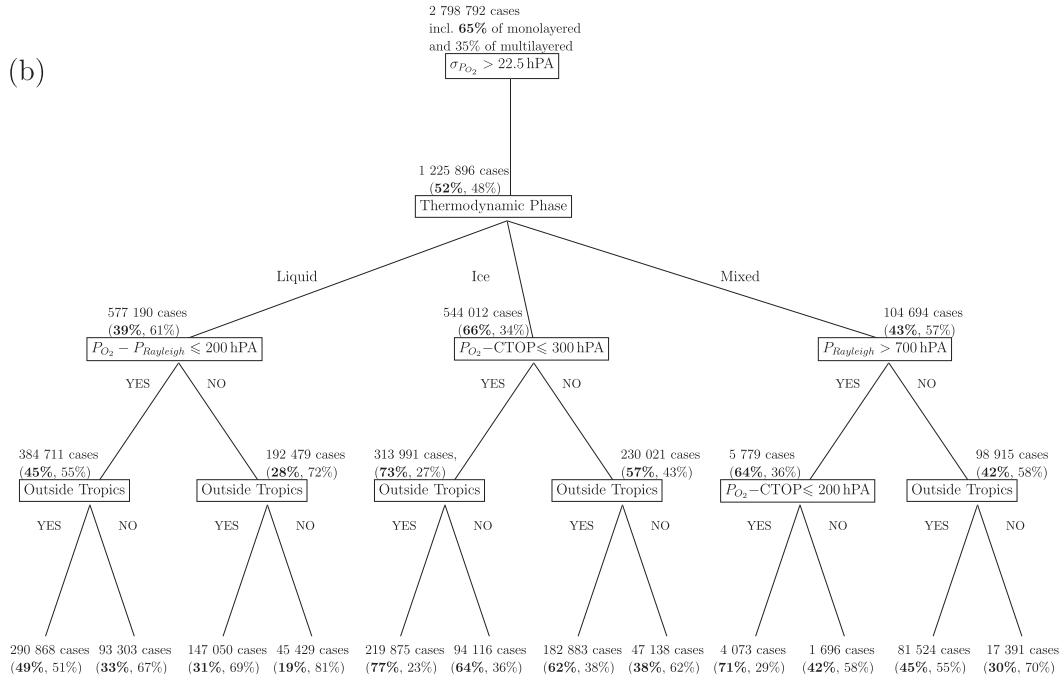 2 798 792 cases
incl. 65% of monolayered
and 35% of multilayered
(b)
σ_{P_{O_2}} > 22.5 hPA
1 225 896 cases
(52%, 48%)
Thermodynamic Phase
Liquid
Ice
Mixed
577 190 cases
(39%, 61%)
P_{O_2} − P_{Rayleigh} ⩽ 200 hPA
544 012 cases
(66%, 34%)
P_{O_2}−CTOP⩽ 300 hPA
104 694 cases
(43%, 57%)
P_{Rayleigh} > 700 hPA
YES
NO
YES
NO
YES
NO
384 711 cases
(45%, 55%)
Outside Tropics
192 479 cases
(28%, 72%)
Outside Tropics
313 991 cases,
(73%, 27%)
Outside Tropics
230 021 cases
(57%, 43%)
Outside Tropics
5 779 cases
(64%, 36%)
P_{O_2}−CTOP⩽ 200 hPA
98 915 cases
(42%, 58%)
Outside Tropics
YES
NO
YES
NO
YES
NO
YES
NO
YES
NO
YES
NO
290 868 cases
(49%, 51%)
93 303 cases
(33%, 67%)
147 050 cases
(31%, 69%)
45 429 cases
(19%, 81%)
219 875 cases
(77%, 23%)
94 116 cases
(64%, 36%)
182 883 cases
(62%, 38%)
47 138 cases
(38%, 62%)
4 073 cases
(71%, 29%)
1 696 cases
(42%, 58%)
81 524 cases
(45%, 55%)
17 391 cases
(30%, 70%)